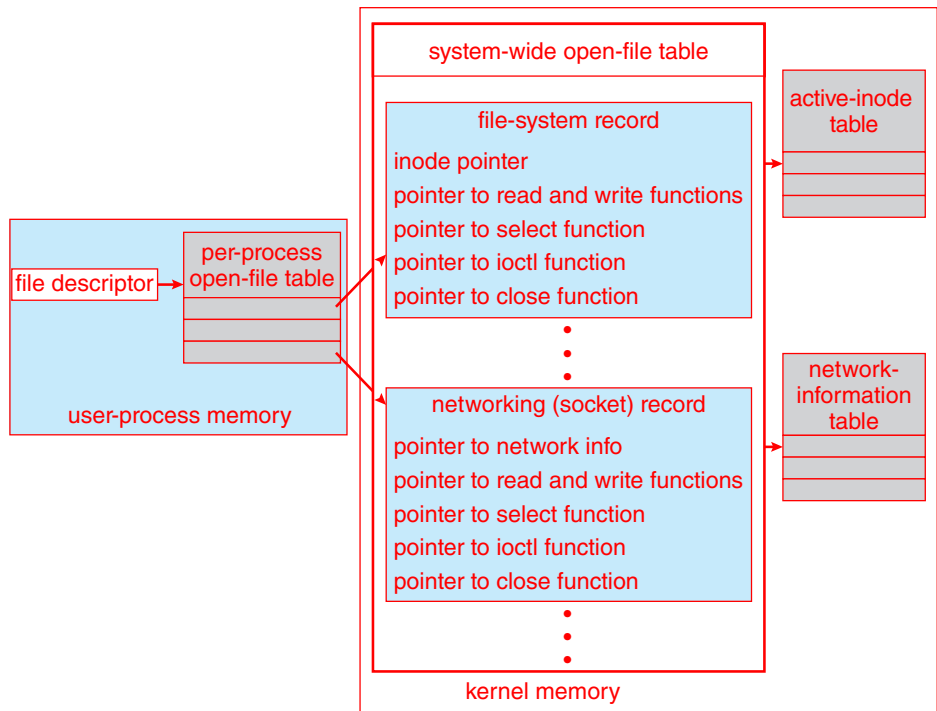 system-wide open-file table
file-system record
inode pointer
pointer to read and write functions
pointer to select function
pointer to ioctl function
pointer to close function
active-inode
table
per-process
open-file table
file descriptor
user-process memory
networking (socket) record
pointer to network info
pointer to read and write functions
pointer to select function
pointer to ioctl function
pointer to close function
network-
information
table
kernel memory